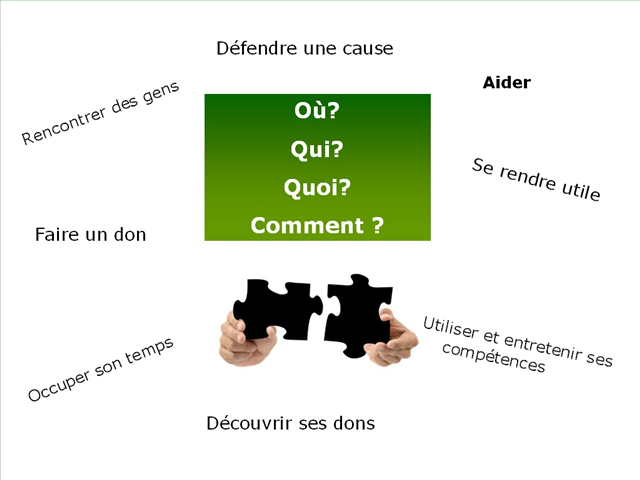 Défendre une cause
Aider
Rencontrer des gens
Où?
Qui?
Quoi?
Comment ?
Se rendre utile
Faire un don
Utiliser et entretenir ses
compétences
Occuper son temps
Découvrir ses dons